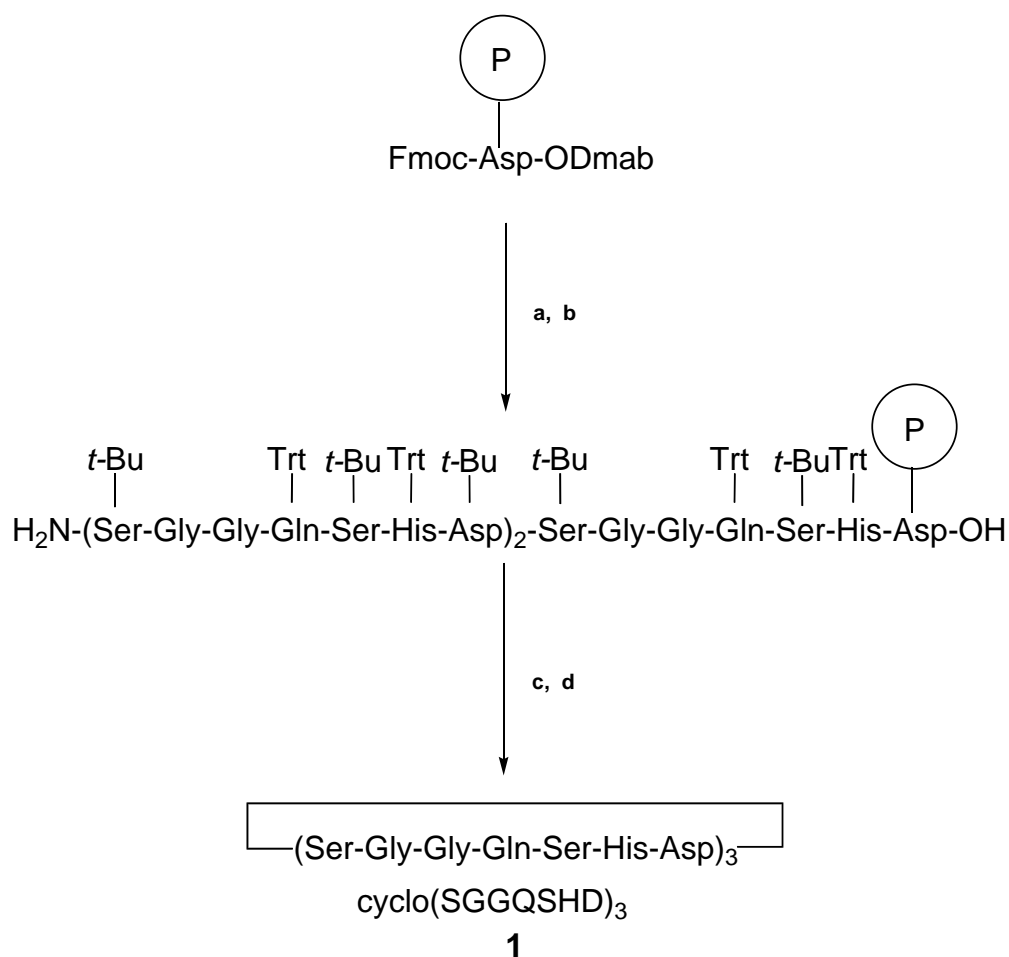 P
Fmoc-Asp-ODmab
a, b
P
t-Bu Trt t-Bu Trt t-Bu t-Bu Trt t-BuTrt
H₂N-(Ser-Gly-Gly-Gln-Ser-His-Asp)₂-Ser-Gly-Gly-Gln-Ser-His-Asp-OH
c, d
(Ser-Gly-Gly-Gln-Ser-His-Asp)₃
cyclo(SGGQSHD)₃
1